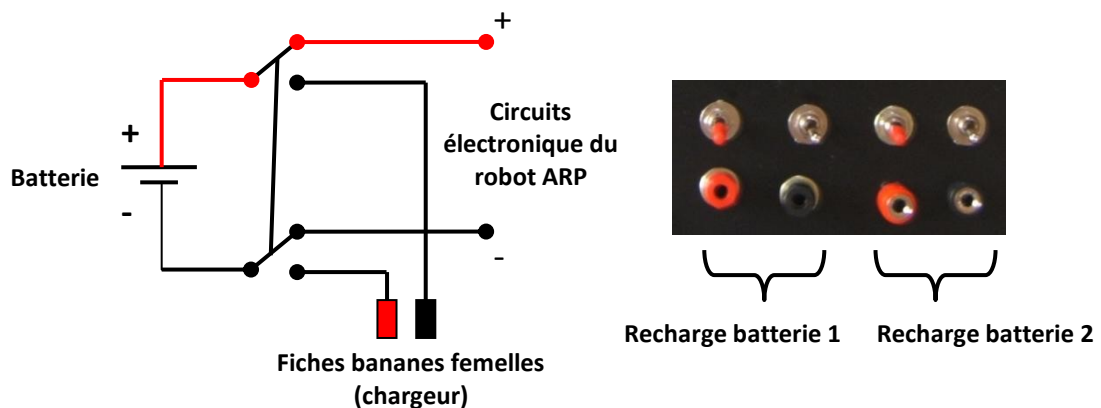 +
+
Batterie
-
Circuits
électronique du
robot ARP
-
Fiches bananes femelles
(chargeur)
Recharge batterie 1
Recharge batterie 2